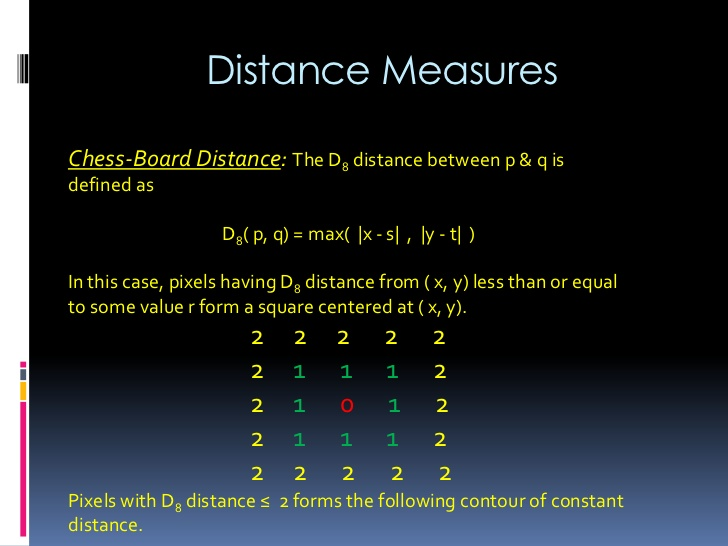 Distance Measures
Chess-Board Distance: The D₈ distance between p & q is
defined as
D₈( p, q) = max( |x - s| , |y - t| )
In this case, pixels having D₈ distance from ( x, y) less than or equal
to some value r form a square centered at ( x, y).
2 2 2 2 2
2 1 1 1 2
2 1 0 1 2
2 1 1 1 2
2 2 2 2 2
Pixels with D₈ distance ≤ 2 forms the following contour of constant
distance.